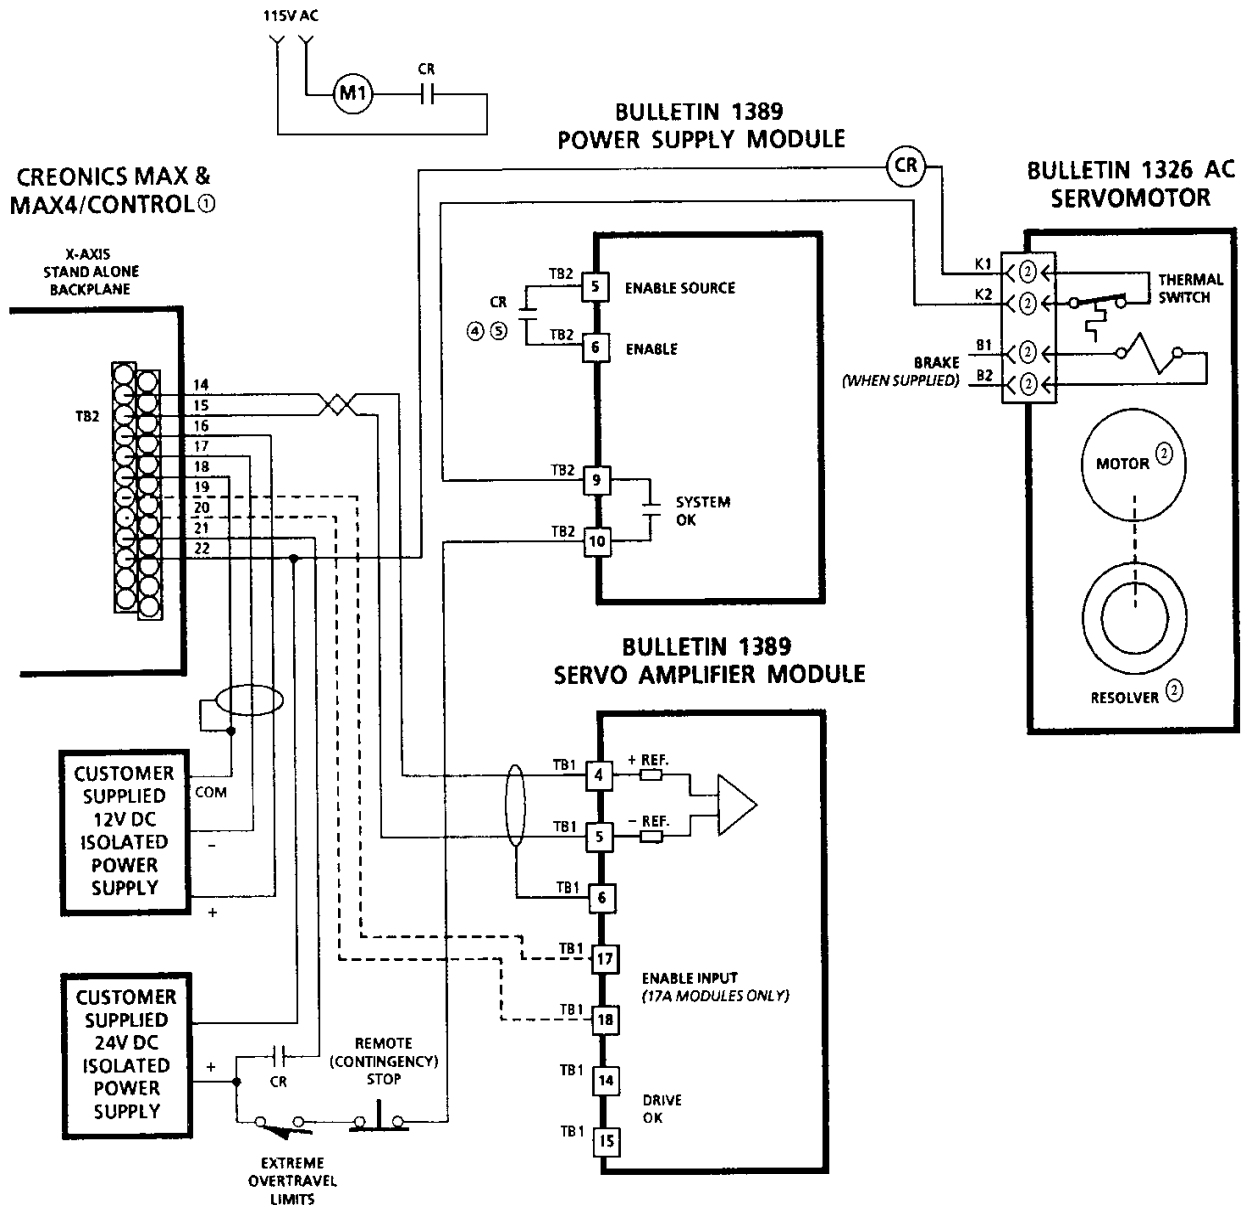 115V AC
M1
CR
BULLETIN 1389
POWER SUPPLY MODULE
CREONICS MAX &
MAX4/CONTROL①
CR
BULLETIN 1326 AC
SERVOMOTOR
X-AXIS
STAND ALONE
BACKPLANE
TB2
14
15
16
17
18
19
20
21
22
TB2
5
ENABLE SOURCE
CR
④ ⑤
TB2
6
ENABLE
TB2
9
SYSTEM
OK
TB2
10
K1
②
K2
②
THERMAL
SWITCH
B1
②
BRAKE
(WHEN SUPPLIED)
B2
②
MOTOR ②
RESOLVER ②
BULLETIN 1389
SERVO AMPLIFIER MODULE
TB1
4
+ REF.
TB1
5
− REF.
TB1
6
TB1
17
ENABLE INPUT
(17A MODULES ONLY)
TB1
18
TB1
14
DRIVE
OK
TB1
15
CUSTOMER
SUPPLIED
12V DC
ISOLATED
POWER
SUPPLY
COM
−
+
CUSTOMER
SUPPLIED
24V DC
ISOLATED
POWER
SUPPLY
+
CR
REMOTE
(CONTINGENCY)
STOP
EXTREME
OVERTRAVEL
LIMITS